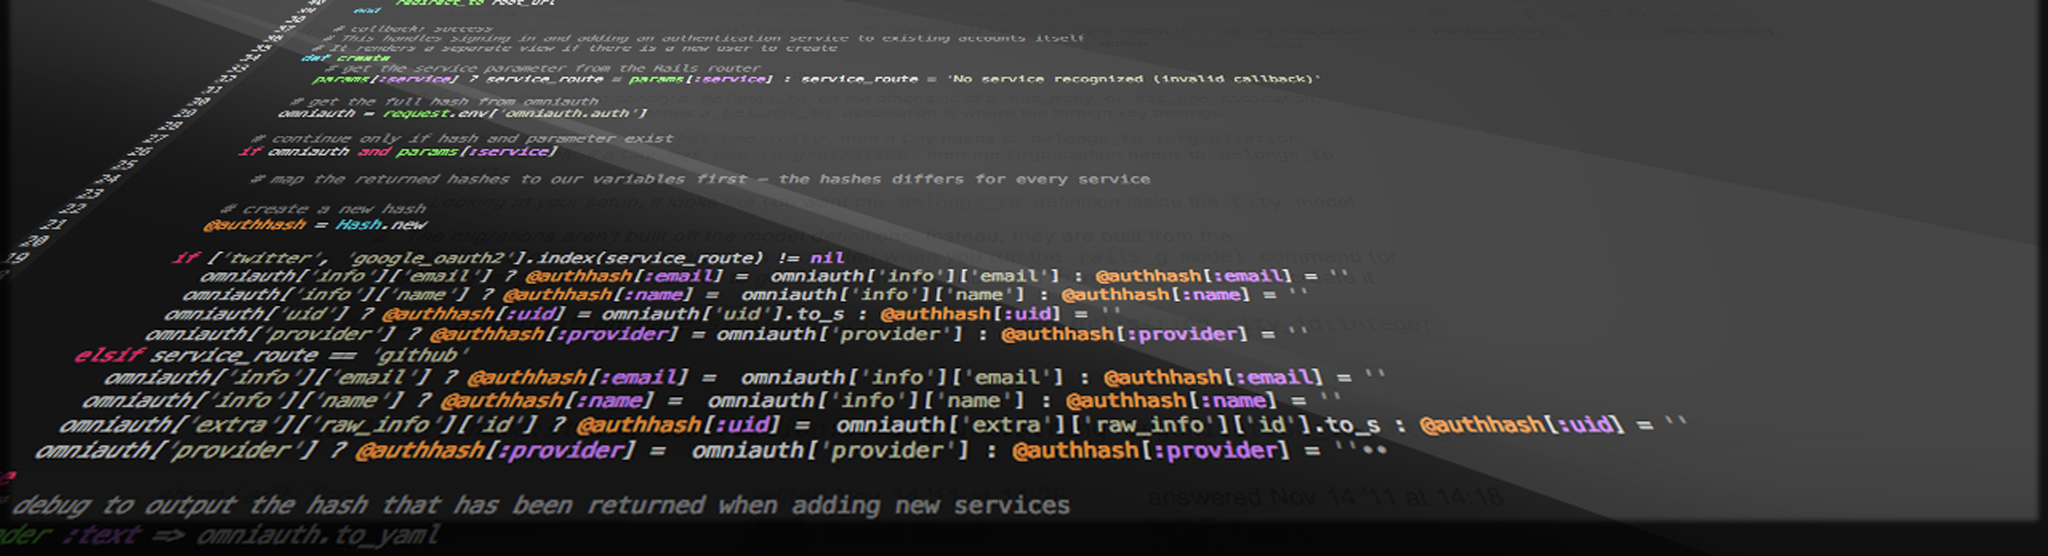 redirect_to root_url
end
# callback: success
# This handles signing in and adding an authentication service to existing accounts itself
# It renders a separate view if there is a new user to create
def create
# get the service parameter from the Rails router
params[:service] ? service_route = params[:service] : service_route = 'No service recognized (invalid callback)'
# get the full hash from omniauth
omniauth = request.env['omniauth.auth']
# continue only if hash and parameter exist
if omniauth and params[:service]
# map the returned hashes to our variables first - the hashes differs for every service
# create a new hash
@authhash = Hash.new
if ['twitter', 'google_oauth2'].index(service_route) != nil
omniauth['info']['email'] ? @authhash[:email] =  omniauth['info']['email'] : @authhash[:email] = ''
omniauth['info']['name'] ? @authhash[:name] =  omniauth['info']['name'] : @authhash[:name] = ''
omniauth['uid'] ? @authhash[:uid] = omniauth['uid'].to_s : @authhash[:uid] = ''
omniauth['provider'] ? @authhash[:provider] = omniauth['provider'] : @authhash[:provider] = ''
elsif service_route == 'github'
omniauth['info']['email'] ? @authhash[:email] =  omniauth['info']['email'] : @authhash[:email] = ''
omniauth['info']['name'] ? @authhash[:name] =  omniauth['info']['name'] : @authhash[:name] = ''
omniauth['extra']['raw_info']['id'] ? @authhash[:uid] =  omniauth['extra']['raw_info']['id'].to_s : @authhash[:uid] = ''
omniauth['provider'] ? @authhash[:provider] =  omniauth['provider'] : @authhash[:provider] = ''••
debug to output the hash that has been returned when adding new services
:text => omniauth.to_yaml
answered Nov 14 '11 at 14:18